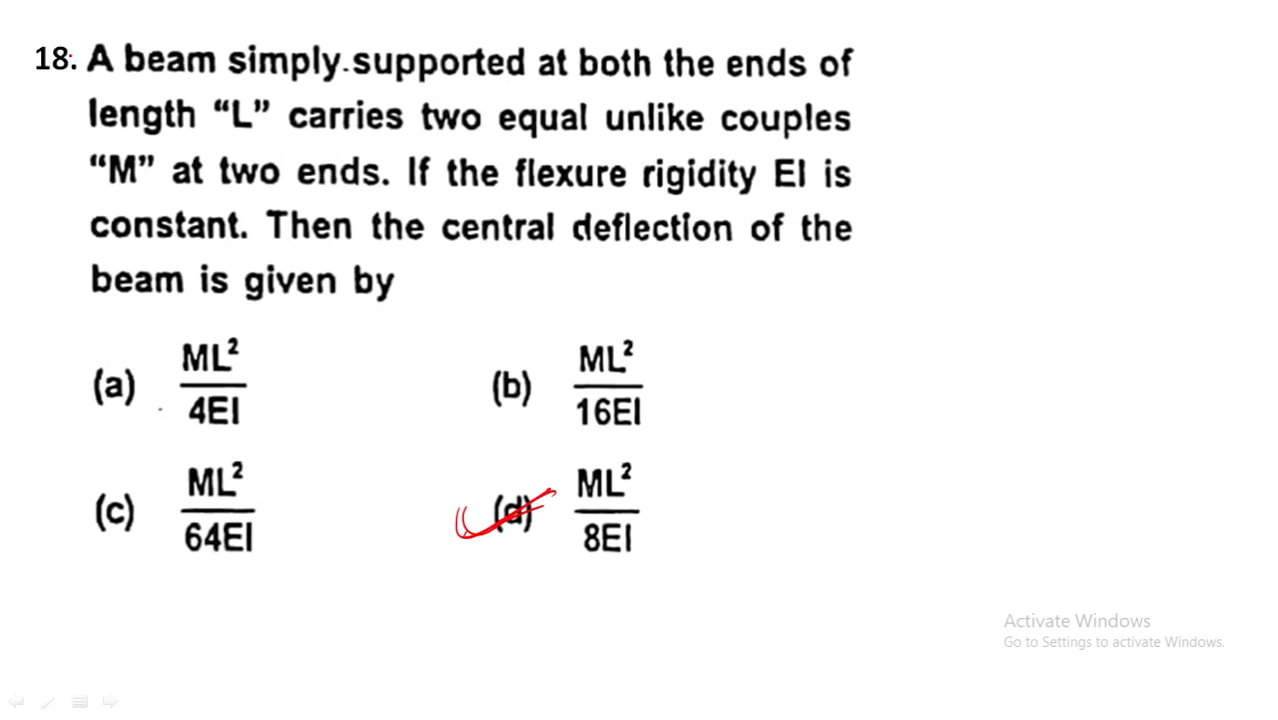 18. A beam simply supported at both the ends of
length “L” carries two equal unlike couples
“M” at two ends. If the flexure rigidity EI is
constant. Then the central deflection of the
beam is given by
(a) ML²/4EI (b) ML²/16EI
(c) ML²/64EI (d) ML²/8EI
Activate Windows
Go to Settings to activate Windows.